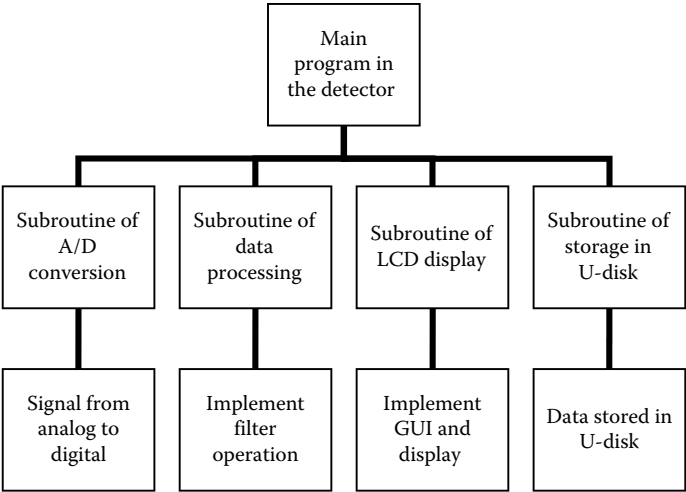 Main
program in
the detector
Subroutine of
A/D
conversion
Subroutine of
data
processing
Subroutine of
LCD display
Subroutine of
storage in
U-disk
Signal from
analog to
digital
Implement
filter
operation
Implement
GUI and
display
Data stored in
U-disk